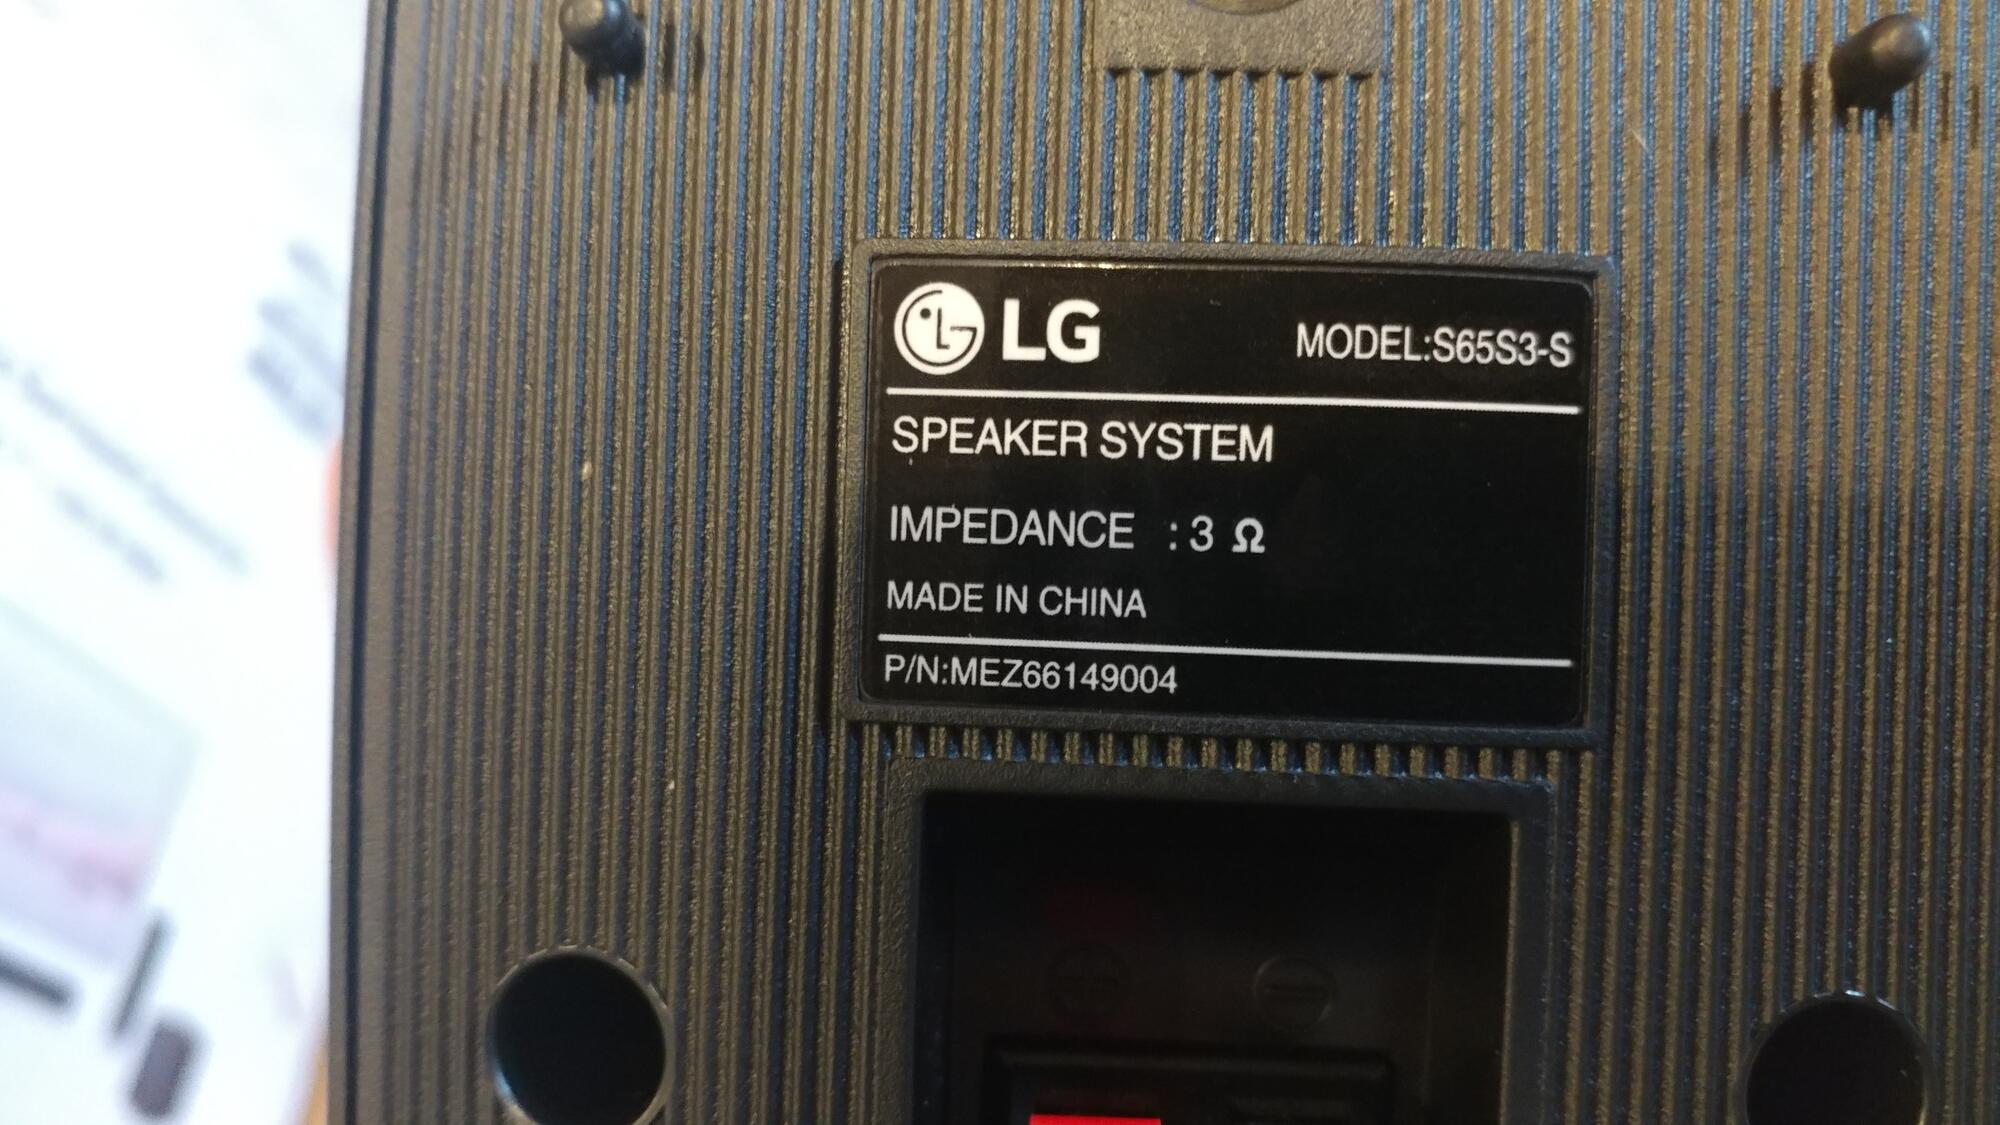 LG MODEL:S65S3-S
SPEAKER SYSTEM
IMPEDANCE : 3 Ω
MADE IN CHINA
P/N:MEZ66149004